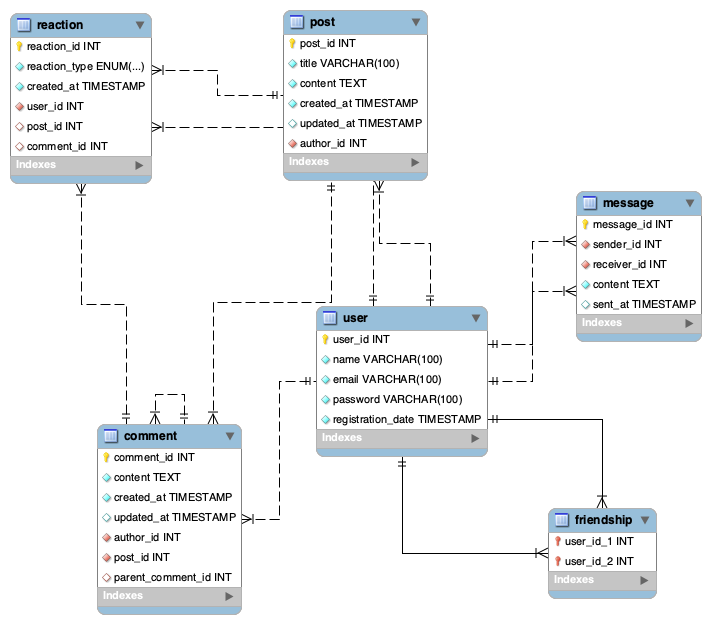 reaction
reaction_id INT
reaction_type ENUM(...)
created_at TIMESTAMP
user_id INT
post_id INT
comment_id INT
Indexes
post
post_id INT
title VARCHAR(100)
content TEXT
created_at TIMESTAMP
updated_at TIMESTAMP
author_id INT
Indexes
message
message_id INT
sender_id INT
receiver_id INT
content TEXT
sent_at TIMESTAMP
Indexes
user
user_id INT
name VARCHAR(100)
email VARCHAR(100)
password VARCHAR(100)
registration_date TIMESTAMP
Indexes
comment
comment_id INT
content TEXT
created_at TIMESTAMP
updated_at TIMESTAMP
author_id INT
post_id INT
parent_comment_id INT
Indexes
friendship
user_id_1 INT
user_id_2 INT
Indexes